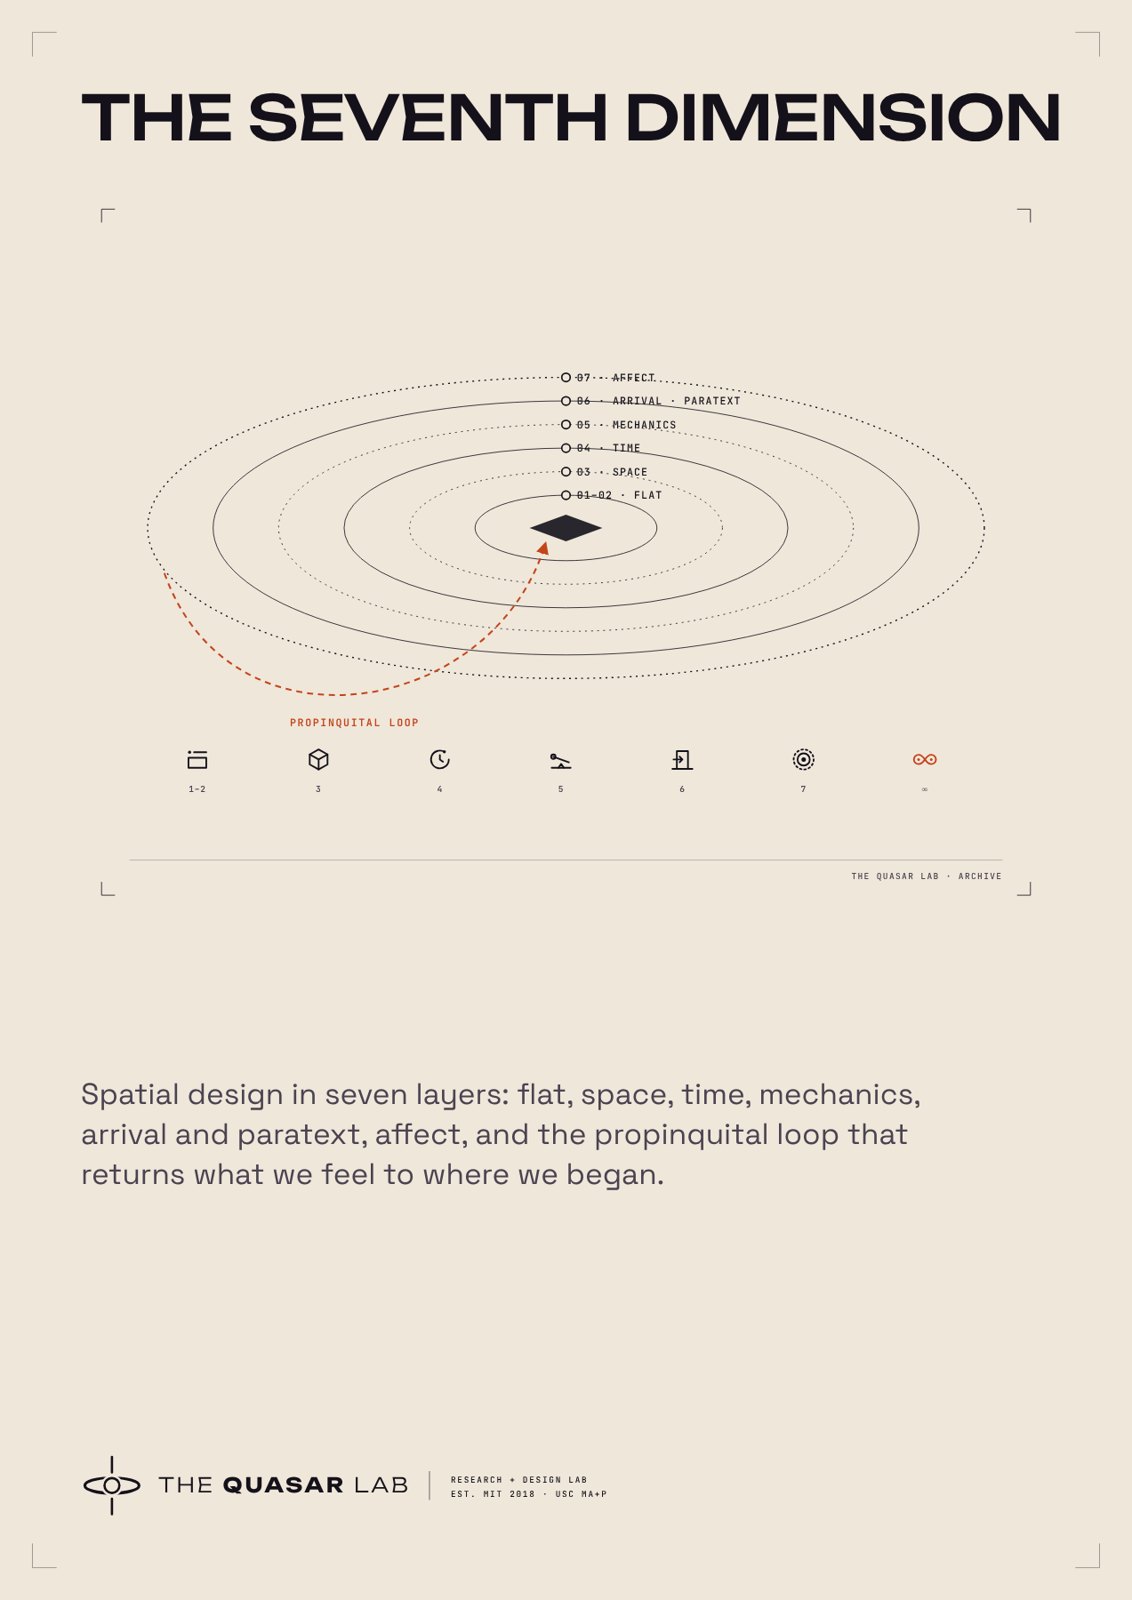 THE SEVENTH DIMENSION
07 · AFFECT
06 · ARRIVAL · PARATEXT
05 · MECHANICS
04 · TIME
03 · SPACE
01–02 · FLAT
PROPINQUITAL LOOP
1–2 3 4 5 6 7 ∞
THE QUASAR LAB · ARCHIVE
Spatial design in seven layers: flat, space, time, mechanics,
arrival and paratext, affect, and the propinquital loop that
returns what we feel to where we began.
THE QUASAR LAB
RESEARCH + DESIGN LAB
EST. MIT 2018 · USC MA+P